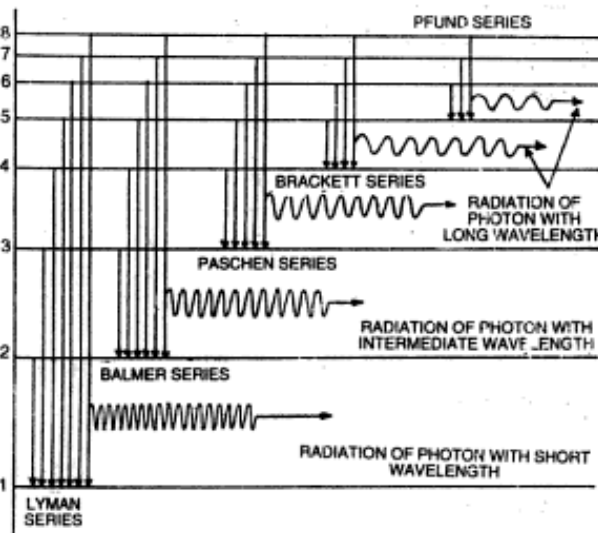 8
PFUND SERIES
7
6
5
4
BRACKETT SERIES
RADIATION OF
PHOTON WITH
LONG WAVELENGTH
3
PASCHEN SERIES
RADIATION OF PHOTON WITH
INTERMEDIATE WAVELENGTH
2
BALMER SERIES
RADIATION OF PHOTON WITH SHORT
WAVELENGTH
1
LYMAN
SERIES